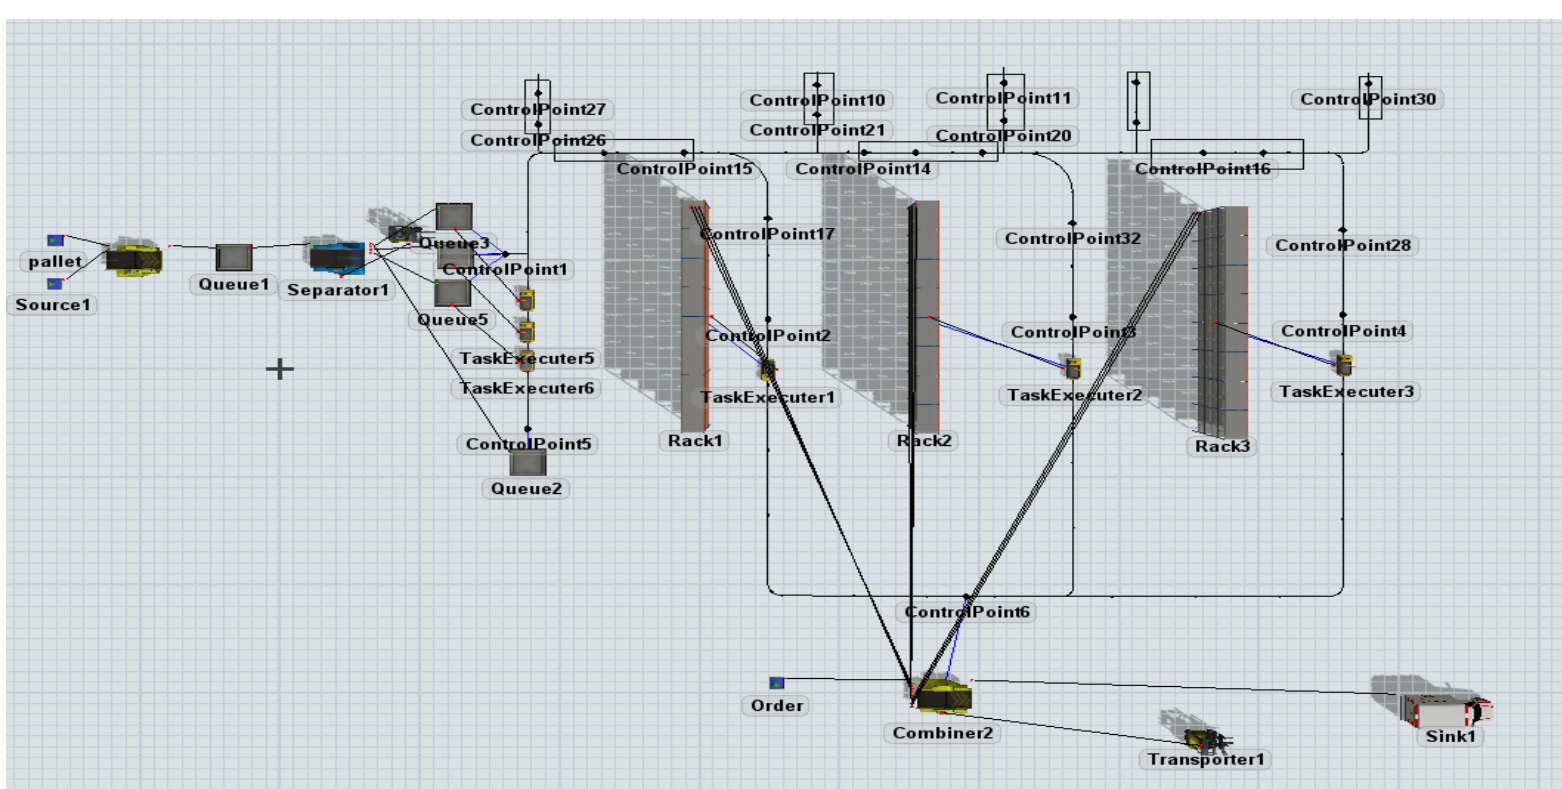 ControlPoint27
ControlPoint10
ControlPoint11
ControlPoint30
ControlPoint26
ControlPoint21
ControlPoint20
ControlPoint15
ControlPoint14
ControlPoint16
ControlPoint17
ControlPoint32
ControlPoint28
pallet
Queue3
ControlPoint1
Queue1
Separator1
Source1
Queue5
ControlPoint2
ControlPoint3
ControlPoint4
TaskExecuter5
TaskExecuter6
TaskExecuter1
TaskExecuter2
TaskExecuter3
ControlPoint5
Rack1
Rack2
Rack3
Queue2
ControlPoint6
Order
Combiner2
Sink1
Transporter1